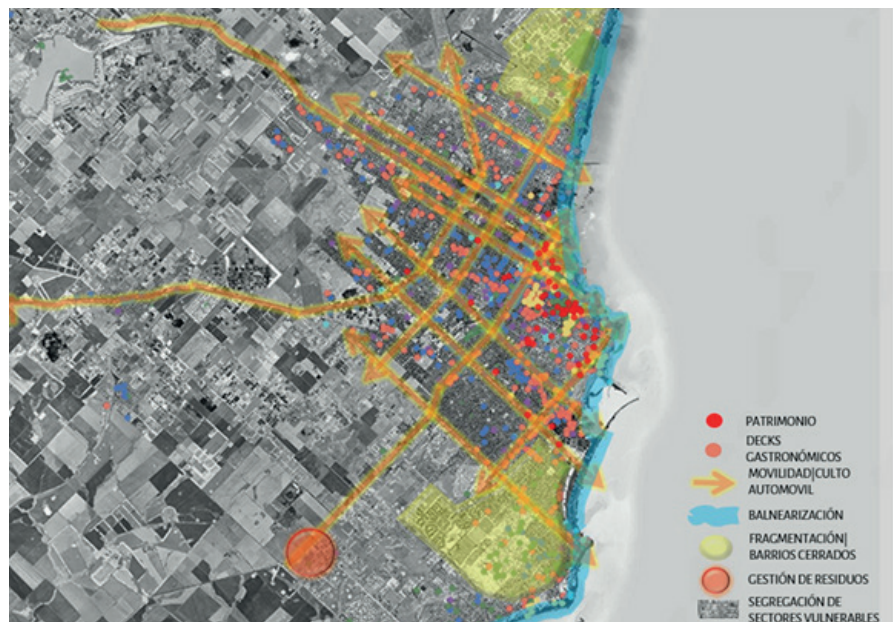 PATRIMONIO
DECKS
GASTRONÓMICOS
MOVILIDAD|CULTO
AUTOMOVIL
BALNEARIZACIÓN
FRAGMENTACIÓN|
BARRIOS CERRADOS
GESTIÓN DE RESIDUOS
SEGREGACIÓN DE
SECTORES VULNERABLES